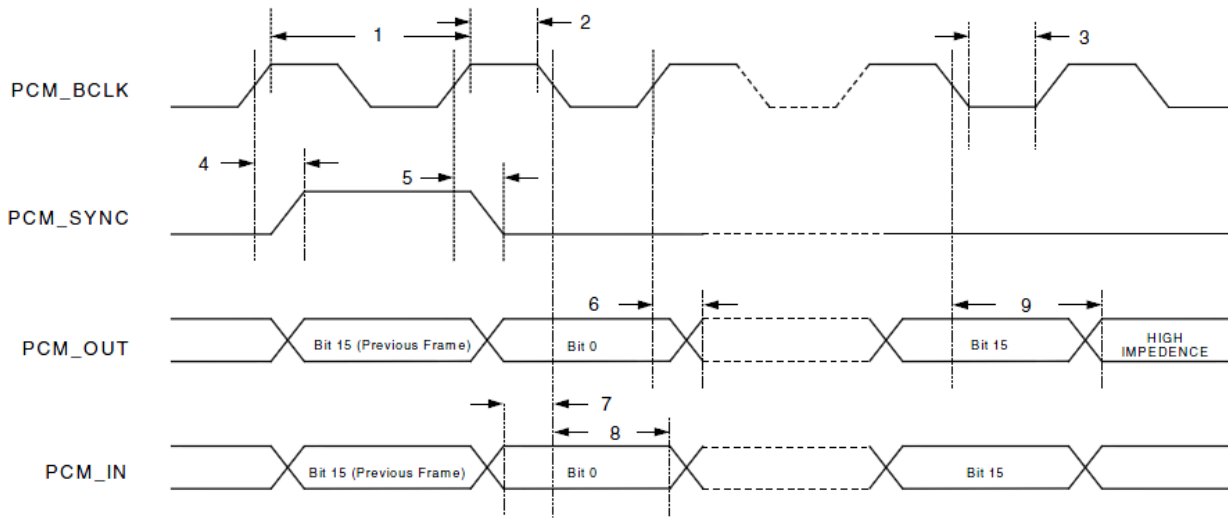 1
2
3
PCM_BCLK
4
5
PCM_SYNC
6
9
PCM_OUT
Bit 15 (Previous Frame)
Bit 0
Bit 15
HIGH
IMPEDENCE
7
8
PCM_IN
Bit 15 (Previous Frame)
Bit 0
Bit 15